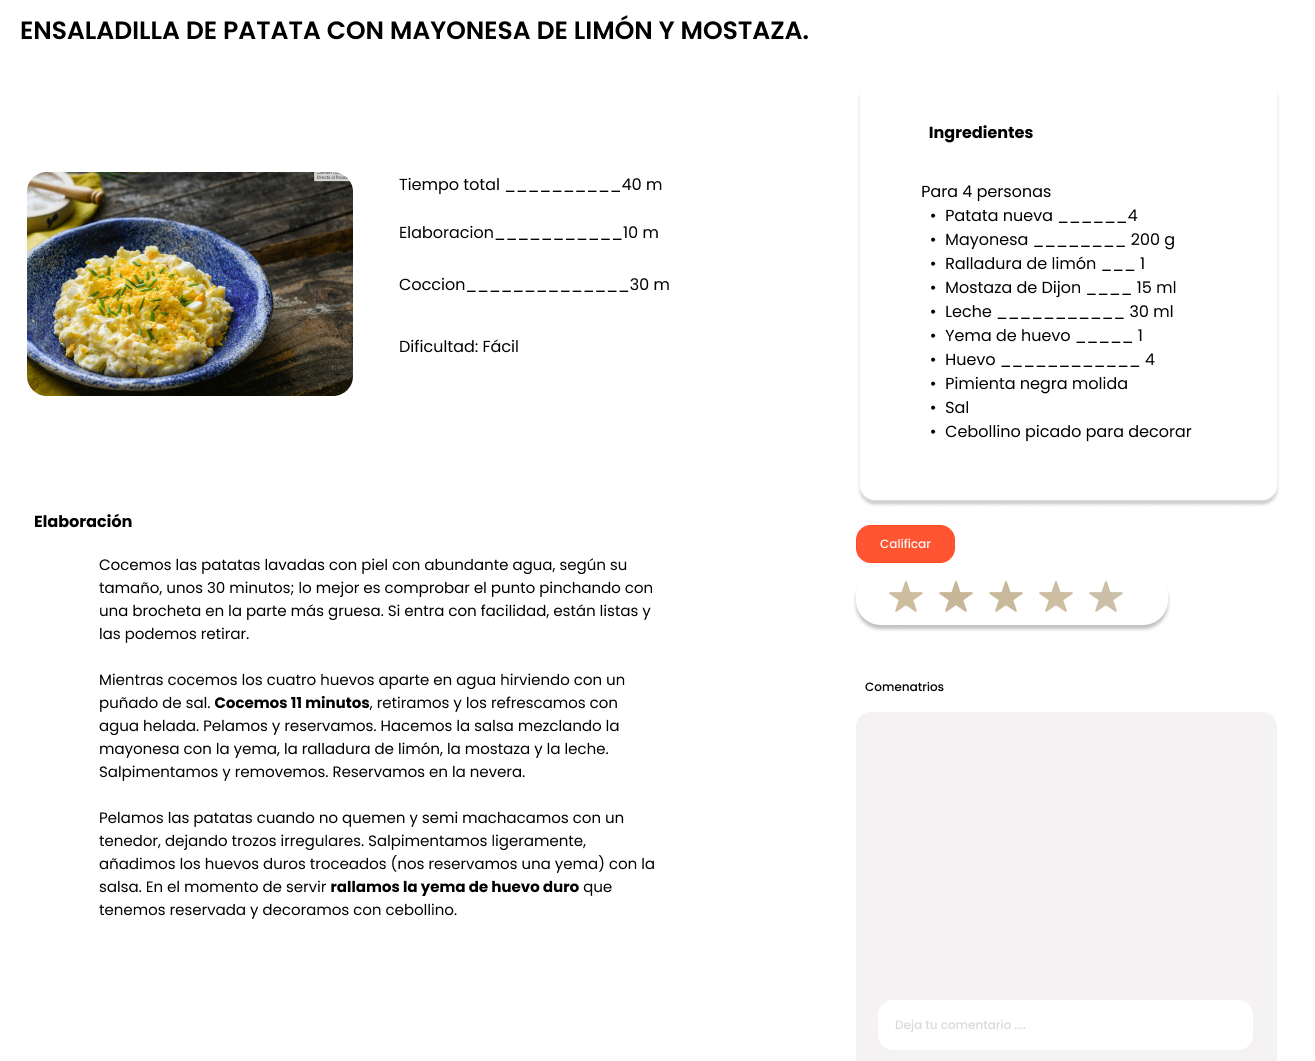 ENSALADILLA DE PATATA CON MAYONESA DE LIMÓN Y MOSTAZA.
Tiempo total __________40 m
Elaboracion___________10 m
Coccion______________30 m
Dificultad: Fácil
Ingredientes
Para 4 personas
• Patata nueva ______4
• Mayonesa ________ 200 g
• Ralladura de limón ___ 1
• Mostaza de Dijon ____ 15 ml
• Leche ___________ 30 ml
• Yema de huevo _____ 1
• Huevo ____________ 4
• Pimienta negra molida
• Sal
• Cebollino picado para decorar
Elaboración
Cocemos las patatas lavadas con piel con abundante agua, según su
tamaño, unos 30 minutos; lo mejor es comprobar el punto pinchando con
una brocheta en la parte más gruesa. Si entra con facilidad, están listas y
las podemos retirar.
Mientras cocemos los cuatro huevos aparte en agua hirviendo con un
puñado de sal. Cocemos 11 minutos, retiramos y los refrescamos con
agua helada. Pelamos y reservamos. Hacemos la salsa mezclando la
mayonesa con la yema, la ralladura de limón, la mostaza y la leche.
Salpimentamos y removemos. Reservamos en la nevera.
Pelamos las patatas cuando no quemen y semi machacamos con un
tenedor, dejando trozos irregulares. Salpimentamos ligeramente,
añadimos los huevos duros troceados (nos reservamos una yema) con la
salsa. En el momento de servir rallamos la yema de huevo duro que
tenemos reservada y decoramos con cebollino.
Calificar
Comenatrios
Deja tu comentario ....